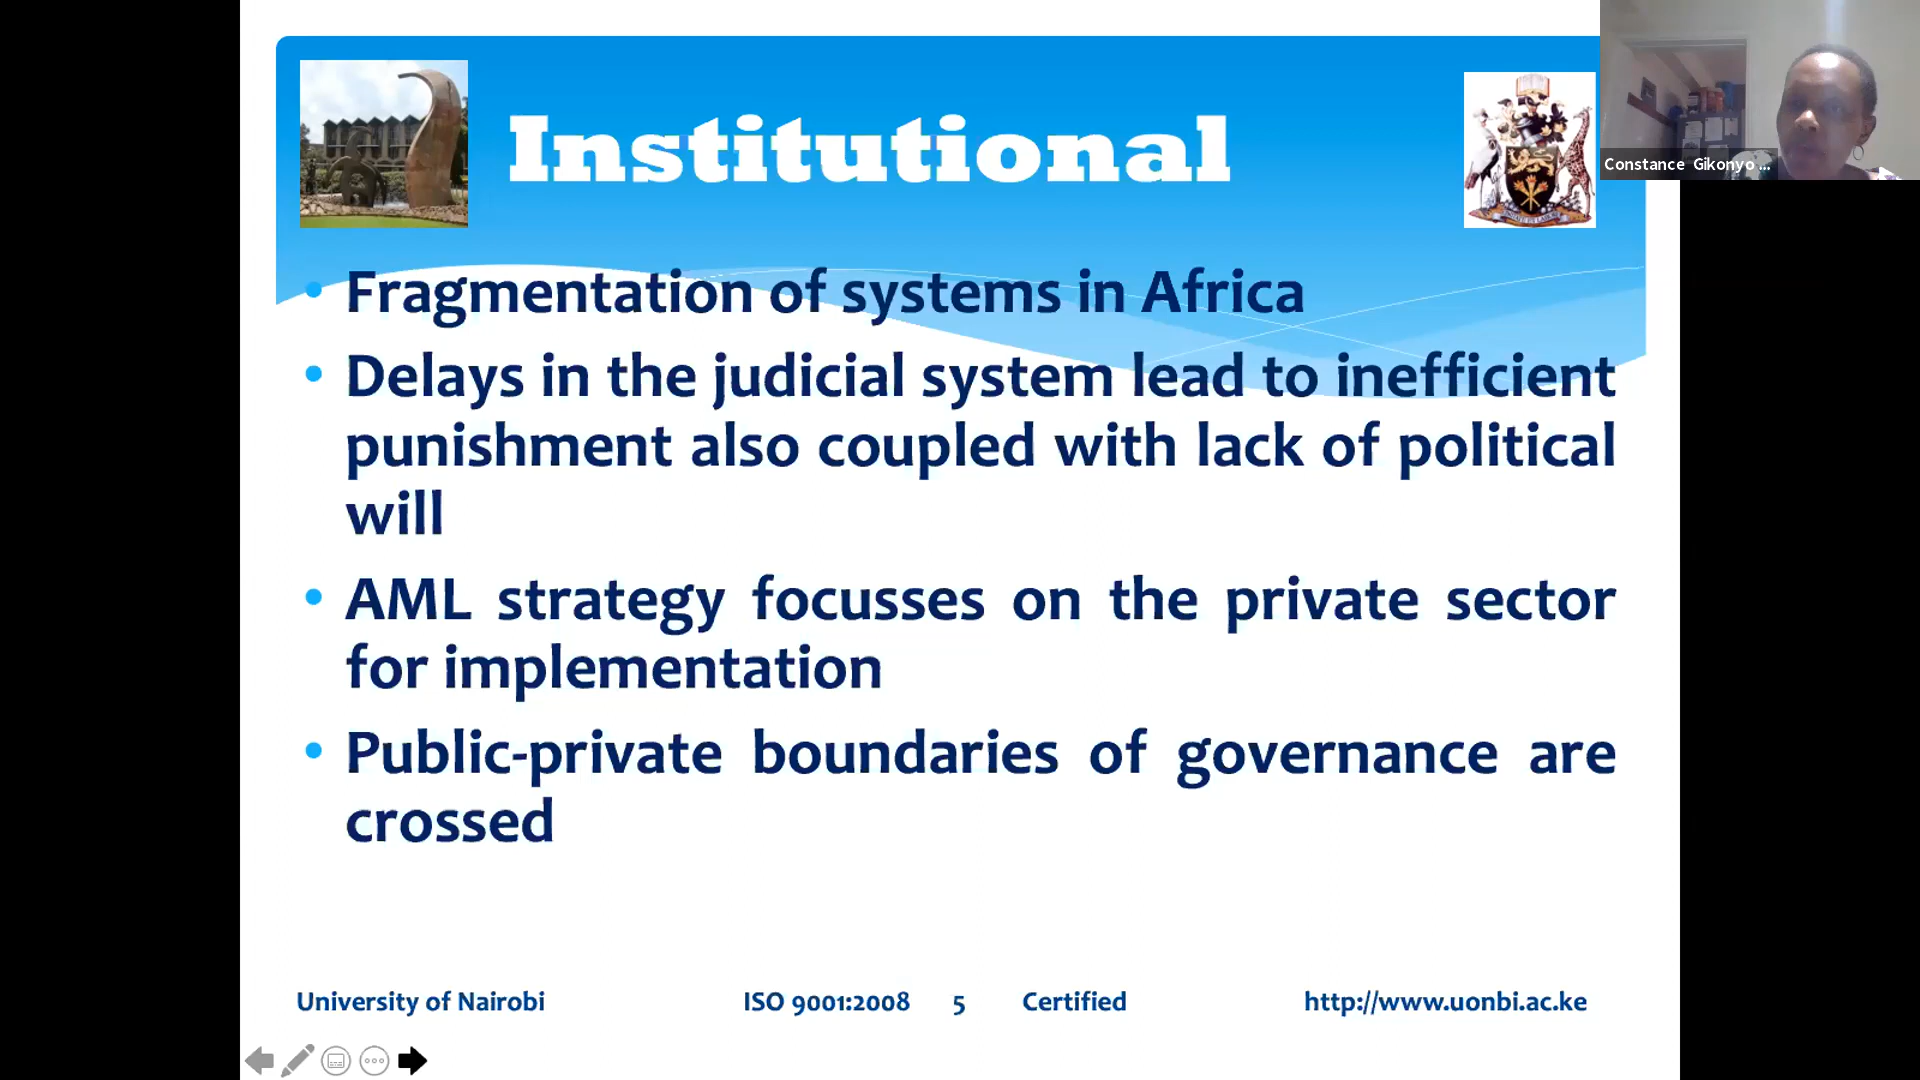 Institutional
Constance Gikonyo ...
• Fragmentation of systems in Africa
• Delays in the judicial system lead to inefficient
punishment also coupled with lack of political
will
• AML strategy focusses on the private sector
for implementation
• Public-private boundaries of governance are
crossed
University of Nairobi ISO 9001:2008 5 Certified http://www.uonbi.ac.ke